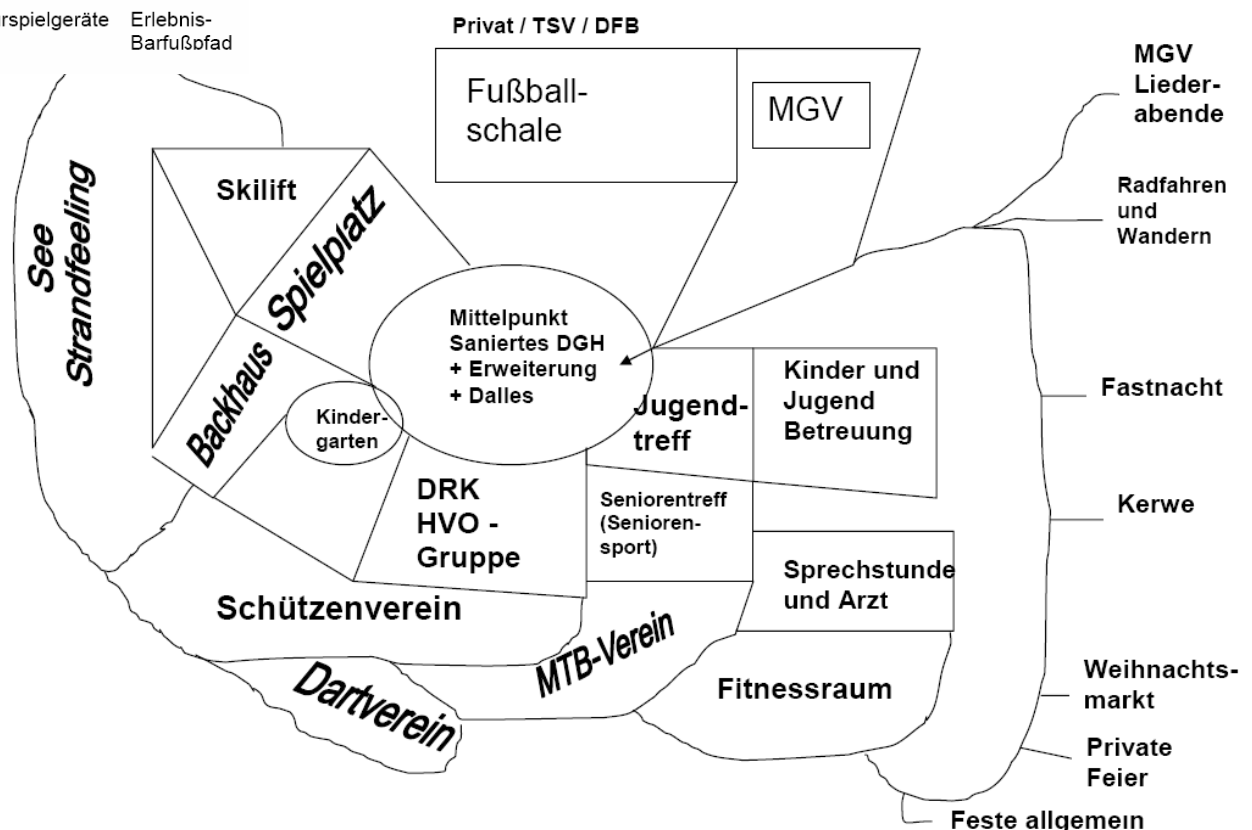 rspielgeräte
Erlebnis-
Barfußpfad
Privat / TSV / DFB
Fußball-
schale
MGV
MGV
Lieder-
abende
Radfahren
und
Wandern
Skilift
Spielplatz
See
Strandfeeling
Backhaus
Mittelpunkt
Saniertes DGH
+ Erweiterung
+ Dalles
Kinder-
garten
Jugend-
treff
Kinder und
Jugend
Betreuung
Fastnacht
DRK
HVO -
Gruppe
Seniorentreff
(Senioren-
sport)
Kerwe
Sprechstunde
und Arzt
Schützenverein
MTB-Verein
Dartverein
Fitnessraum
Weihnachts-
markt
Private
Feier
Feste allgemein